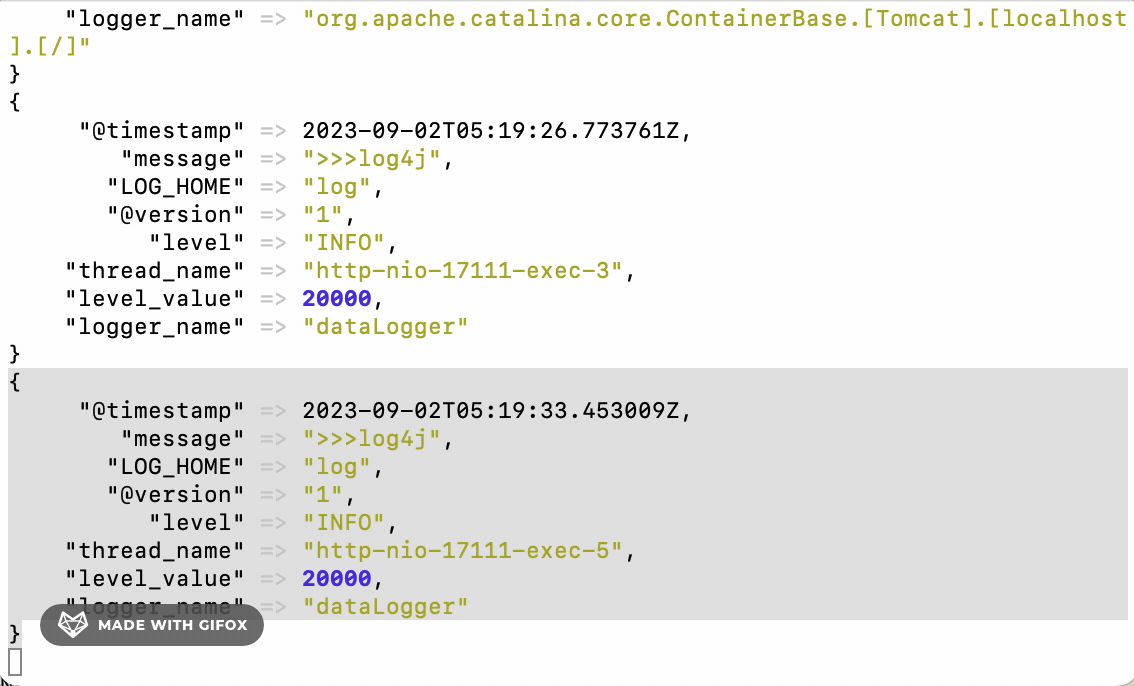 "logger_name" => "org.apache.catalina.core.ContainerBase.[Tomcat].[localhost
].[/]"
}
{
"@timestamp" => 2023-09-02T05:19:26.773761Z,
"message" => ">>>log4j",
"LOG_HOME" => "log",
"@version" => "1",
"level" => "INFO",
"thread_name" => "http-nio-17111-exec-3",
"level_value" => 20000,
"logger_name" => "dataLogger"
}
{
"@timestamp" => 2023-09-02T05:19:33.453009Z,
"message" => ">>>log4j",
"LOG_HOME" => "log",
"@version" => "1",
"level" => "INFO",
"thread_name" => "http-nio-17111-exec-5",
"level_value" => 20000,
"logger_name" => "dataLogger"
MADE WITH GIFOX
}